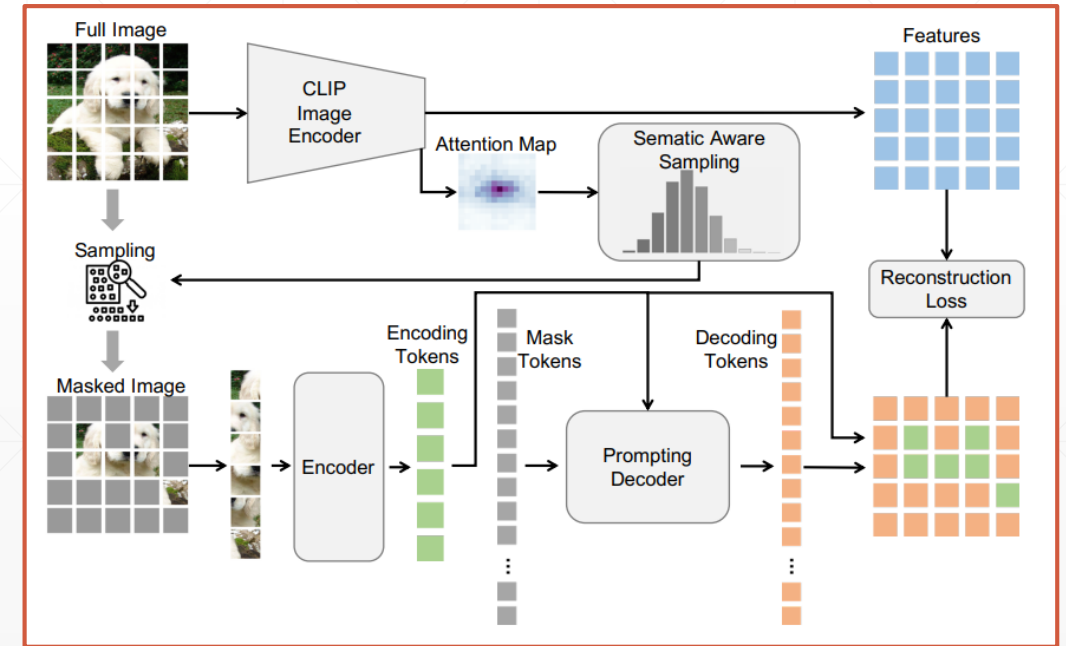 Full Image
CLIP
Image
Encoder
Features
Attention Map
Sematic Aware
Sampling
Sampling
Reconstruction
Loss
Encoding
Tokens
Mask
Tokens
Decoding
Tokens
Masked Image
Encoder
Prompting
Decoder